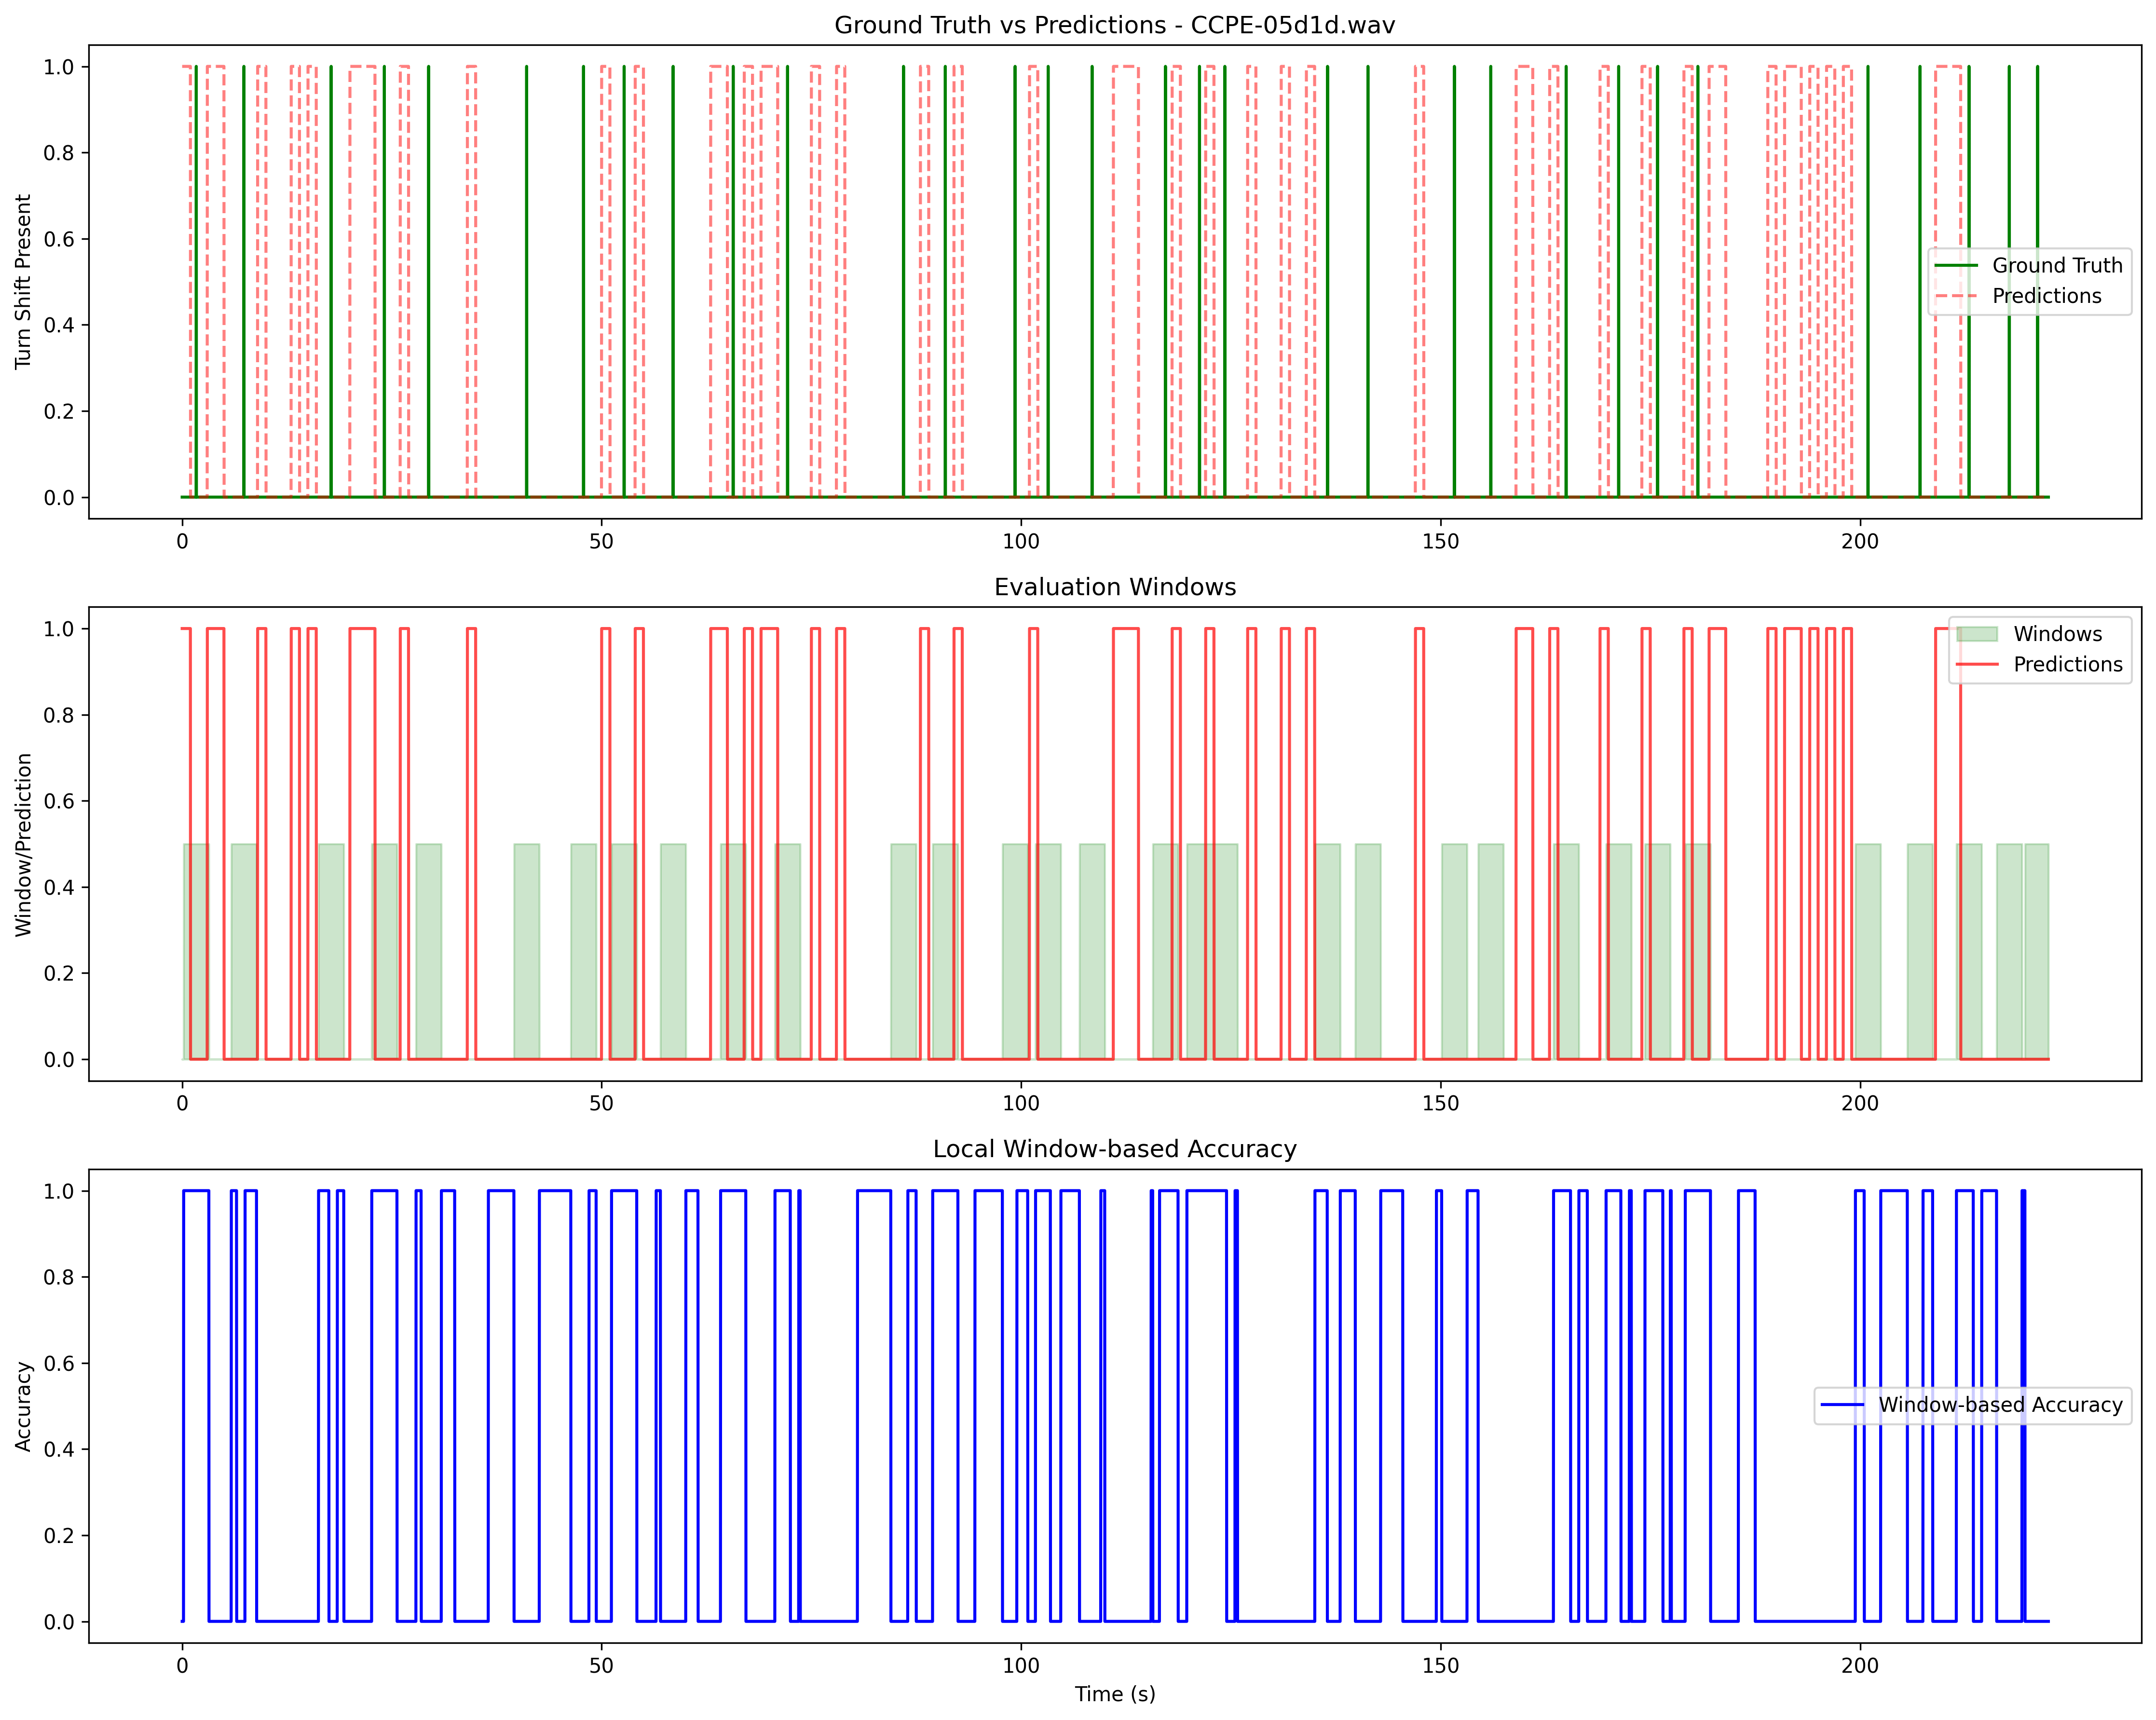 Ground Truth vs Predictions - CCPE-05d1d.wav
Turn Shift Present
1.0
0.8
0.6
0.4
0.2
0.0
Ground Truth
Predictions
0 50 100 150 200
Evaluation Windows
Window/Prediction
1.0
0.8
0.6
0.4
0.2
0.0
Windows
Predictions
0 50 100 150 200
Local Window-based Accuracy
Accuracy
1.0
0.8
0.6
0.4
0.2
0.0
Window-based Accuracy
0 50 100 150 200
Time (s)